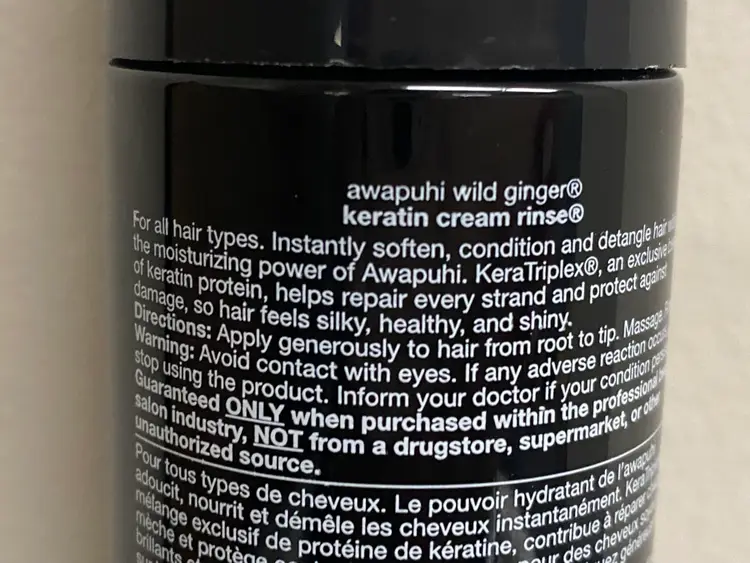 awapuhi wild ginger®
keratin cream rinse®
For all hair types. Instantly soften, condition and detangle hair
the moisturizing power of Awapuhi. KeraTriplex®, an exclusive
of keratin protein, helps repair every strand and protect against
damage, so hair feels silky, healthy, and shiny.
Directions: Apply generously to hair from root to tip. Massage.
Warning: Avoid contact with eyes. If any adverse reaction occurs,
stop using the product. Inform your doctor if your condition
Guaranteed ONLY when purchased within the professional
salon industry, NOT from a drugstore, supermarket, or other
unauthorized source.
Pour tous types de cheveux. Le pouvoir hydratant de l'awapuhi
adoucit, nourrit et démêle les cheveux instantanément.
mélange exclusif de protéine de kératine, contribue à réparer
mèche et protège
pour des cheveux
brillants